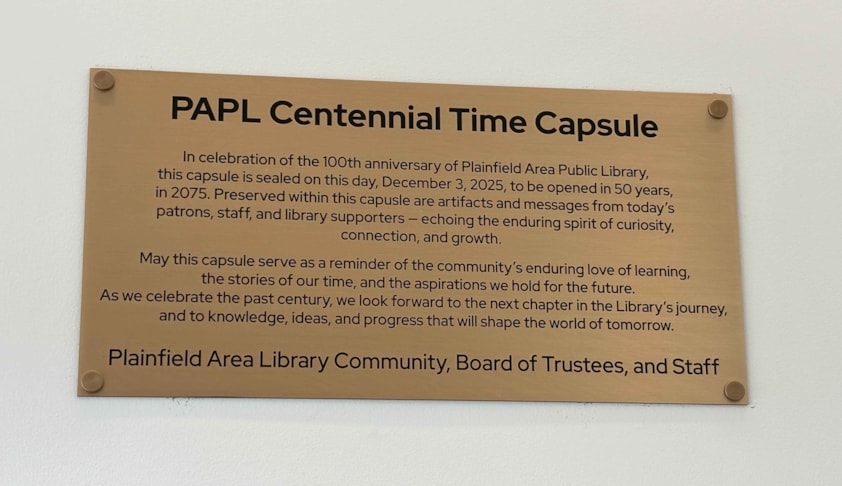 PAPL Centennial Time Capsule
In celebration of the 100th anniversary of Plainfield Area Public Library,
this capsule is sealed on this day, December 3, 2025, to be opened in 50 years,
in 2075. Preserved within this capusle are artifacts and messages from today's
patrons, staff, and library supporters – echoing the enduring spirit of curiosity,
connection, and growth.
May this capsule serve as a reminder of the community's enduring love of learning,
the stories of our time, and the aspirations we hold for the future.
As we celebrate the past century, we look forward to the next chapter in the Library's journey,
and to knowledge, ideas, and progress that will shape the world of tomorrow.
Plainfield Area Library Community, Board of Trustees, and Staff